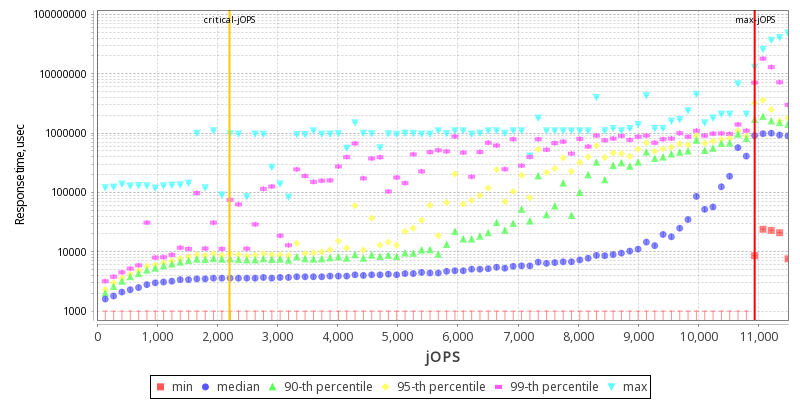 critical-jOPS max-jOPS
100000000
10000000
1000000
100000
10000
1000
Response time, usec
0 1,000 2,000 3,000 4,000 5,000 6,000 7,000 8,000 9,000 10,000 11,000
jOPS
min median 90-th percentile 95-th percentile 99-th percentile max